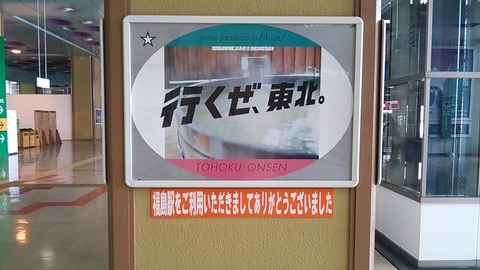 www.jreast.co.jp/ikuze/
行くぜ、東北。
TOHOKU ONSEN
福島駅をご利用いただきましてありがとうございました